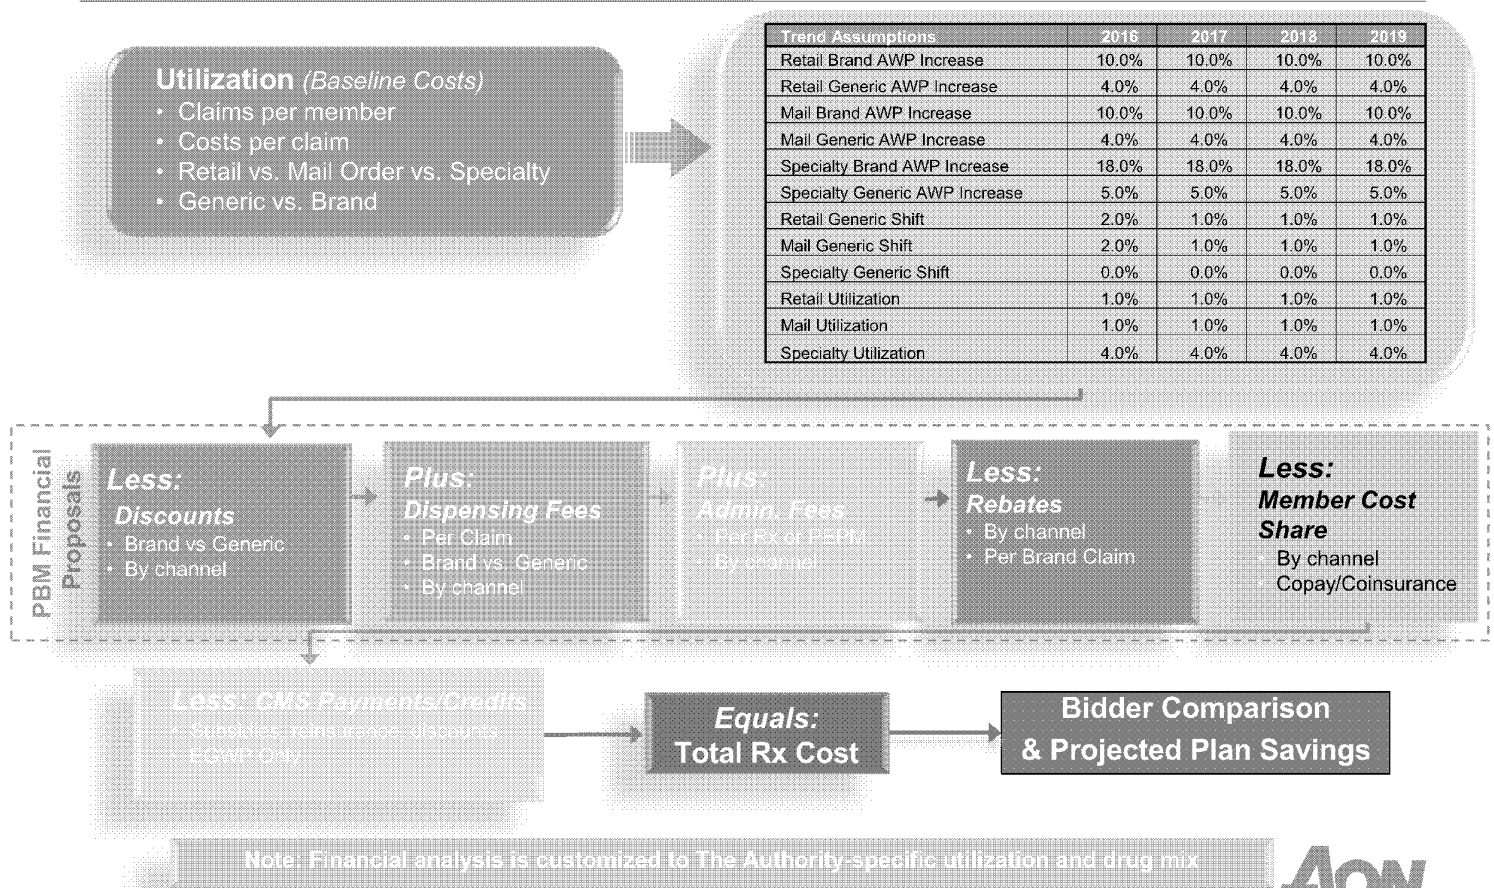 Utilization (Baseline Costs)
• Claims per member
• Costs per claim
• Retail vs. Mail Order vs. Specialty
• Generic vs. Brand
Trend Assumptions 2016 2017 2018 2019
Retail Brand AWP Increase 10.0% 10.0% 10.0% 10.0%
Retail Generic AWP Increase 4.0% 4.0% 4.0% 4.0%
Mail Brand AWP Increase 10.0% 10.0% 10.0% 10.0%
Mail Generic AWP Increase 4.0% 4.0% 4.0% 4.0%
Specialty Brand AWP Increase 18.0% 18.0% 18.0% 18.0%
Specialty Generic AWP Increase 5.0% 5.0% 5.0% 5.0%
Retail Generic Shift 2.0% 1.0% 1.0% 1.0%
Mail Generic Shift 2.0% 1.0% 1.0% 1.0%
Specialty Generic Shift 0.0% 0.0% 0.0% 0.0%
Retail Utilization 1.0% 1.0% 1.0% 1.0%
Mail Utilization 1.0% 1.0% 1.0% 1.0%
Specialty Utilization 4.0% 4.0% 4.0% 4.0%
PBM Financial
Proposals
Less:
Discounts
• Brand vs Generic
• By channel
Plus:
Dispensing Fees
• Per Claim
• Brand vs. Generic
• By channel
Plus:
Admin. Fees
• Per Rx or PEPM
By channel
Less:
Rebates
• By channel
• Per Brand Claim
Less:
Member Cost
Share
By channel
Copay/Coinsurance
Less: CMS Payments/Credits
• EGWP Only
Equals:
Total Rx Cost
Bidder Comparison
& Projected Plan Savings
Note: Financial analysis is customized to The Authority-specific utilization and drug mix
AON